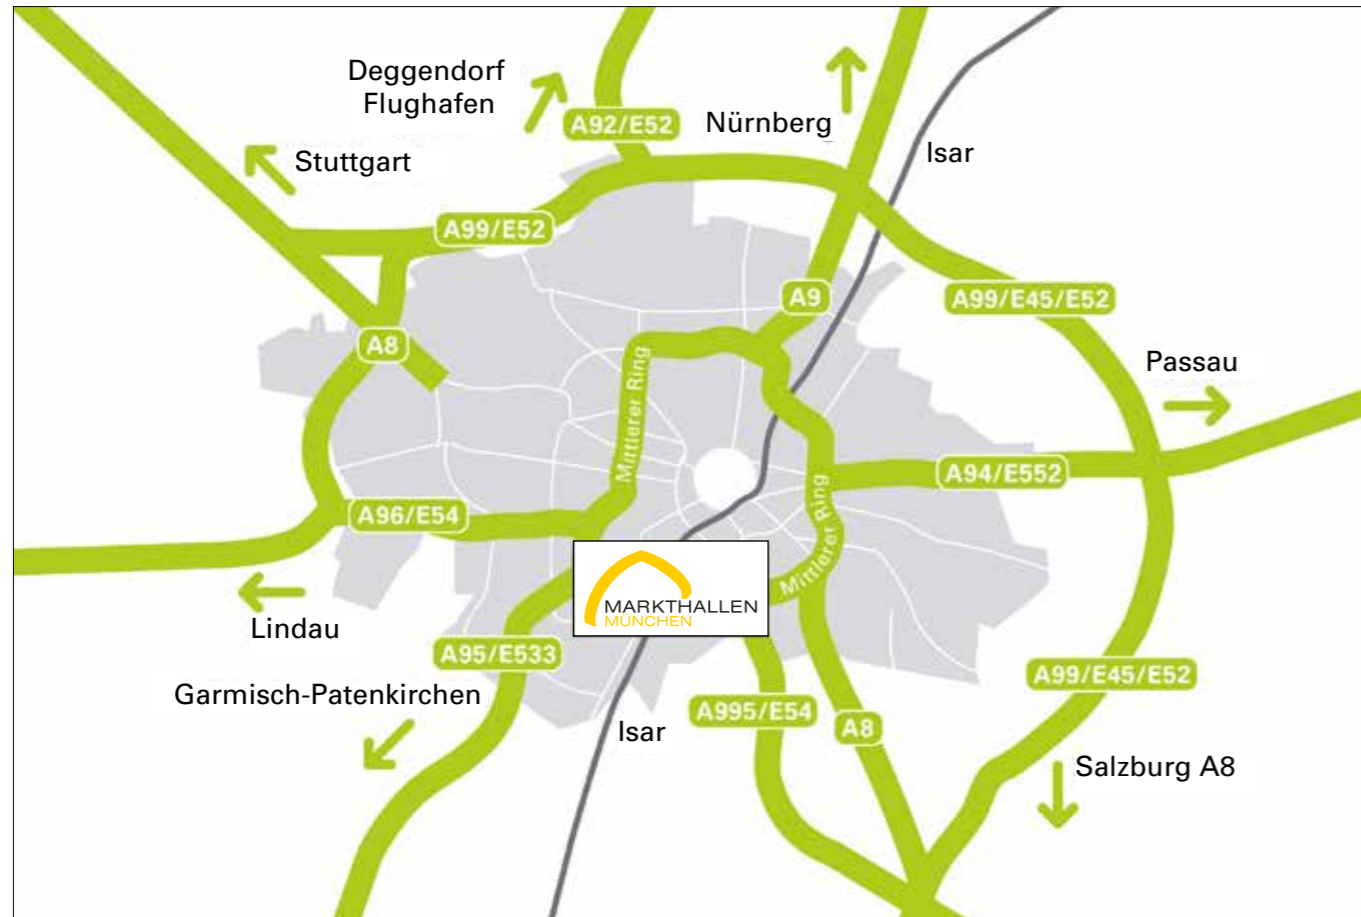 Deggendorf
Flughafen
A92/E52
Nürnberg
Isar
Stuttgart
A99/E52
A9
A99/E45/E52
A8
Mittlerer Ring
Passau
A94/E552
Mittlerer Ring
A96/E54
MARKTHALLEN
MÜNCHEN
Lindau
A95/E533
Garmisch-Patenkirchen
A99/E45/E52
A995/E54
A8
Isar
Salzburg A8